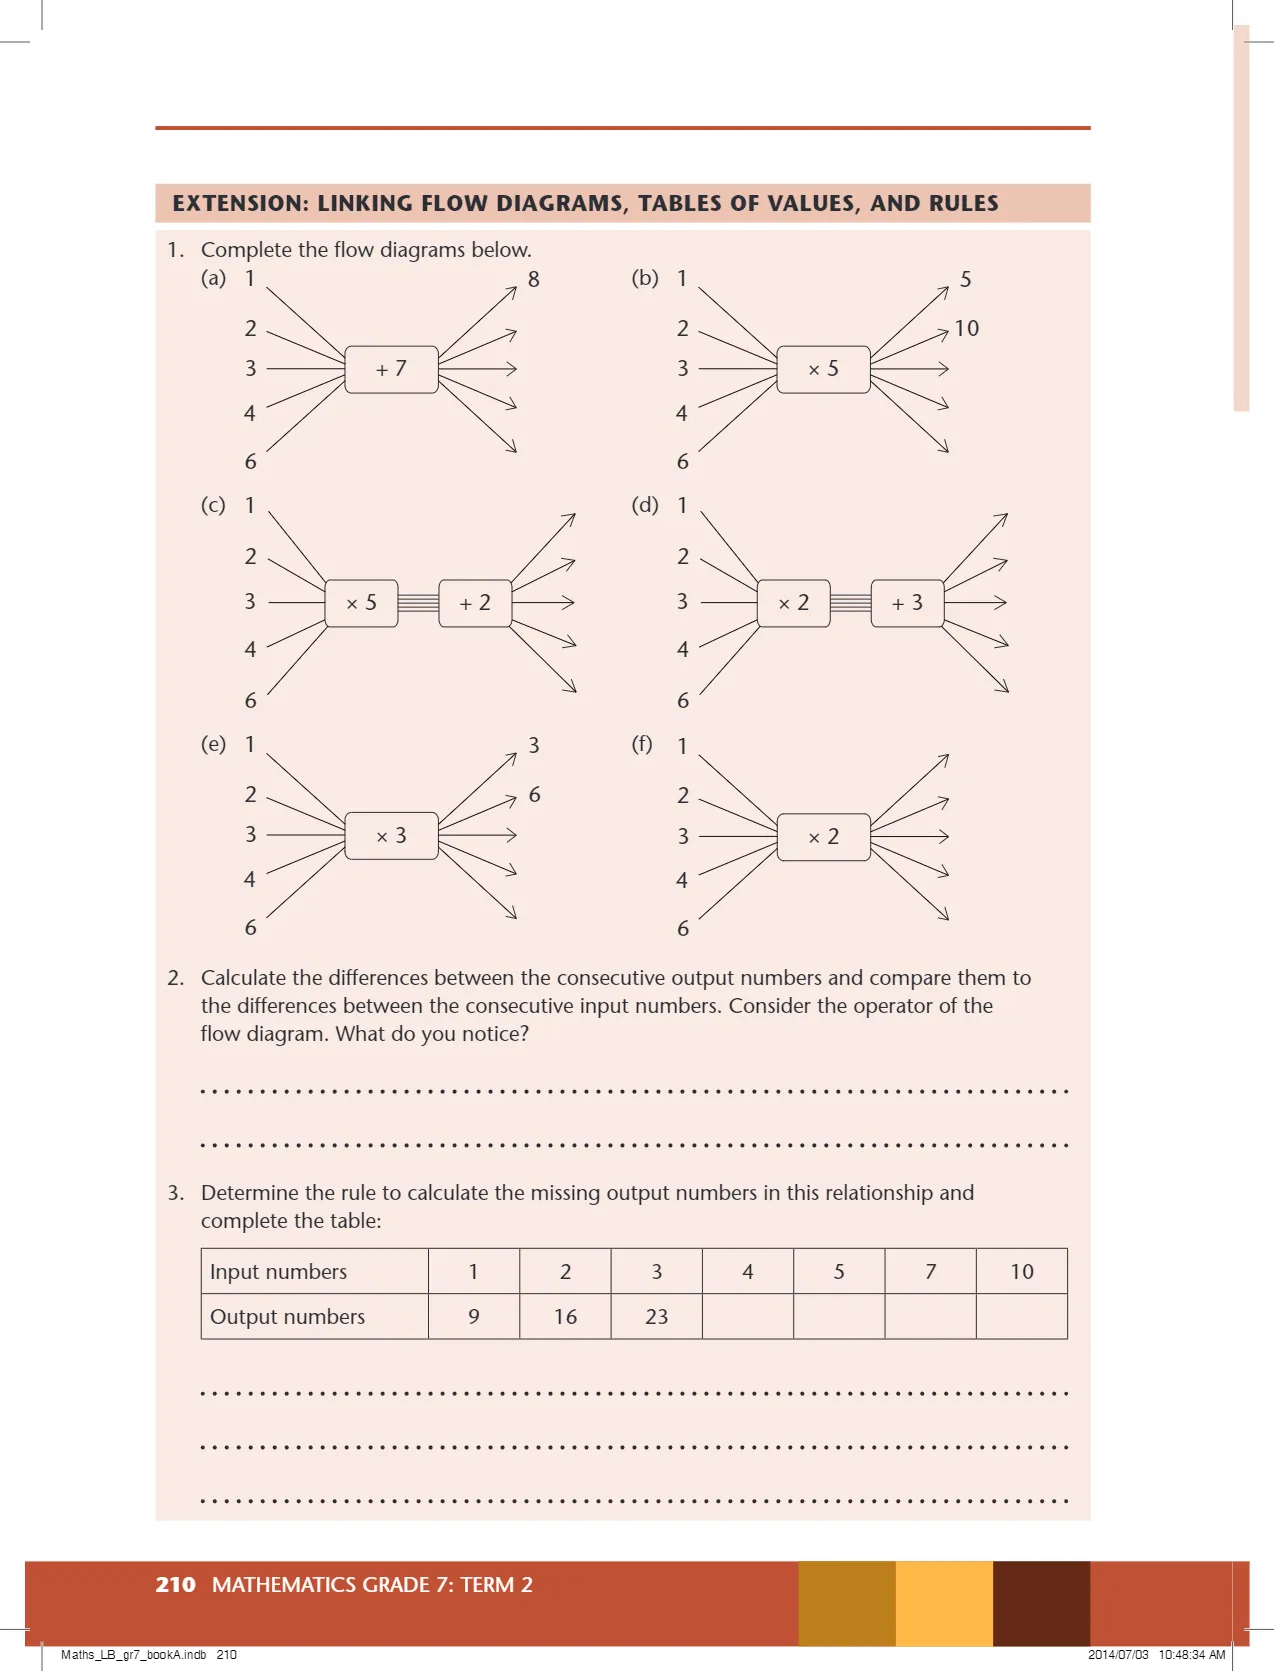 EXTENSION: LINKING FLOW DIAGRAMS, TABLES OF VALUES, AND RULES
1. Complete the flow diagrams below.
(a) 1 8
2
3 + 7
4
6
(b) 1 5
2 10
3 × 5
4
6
(c) 1
2
3 × 5 + 2
4
6
(d) 1
2
3 × 2 + 3
4
6
(e) 1 3
2 6
3 × 3
4
6
(f) 1
2
3 × 2
4
6
2. Calculate the differences between the consecutive output numbers and compare them to
the differences between the consecutive input numbers. Consider the operator of the
flow diagram. What do you notice?
3. Determine the rule to calculate the missing output numbers in this relationship and
complete the table:
Input numbers 1 2 3 4 5 7 10
Output numbers 9 16 23
210 MATHEMATICS GRADE 7: TERM 2
Maths_LB_gr7_bookA.indb 210 2014/07/03 10:48:34 AM